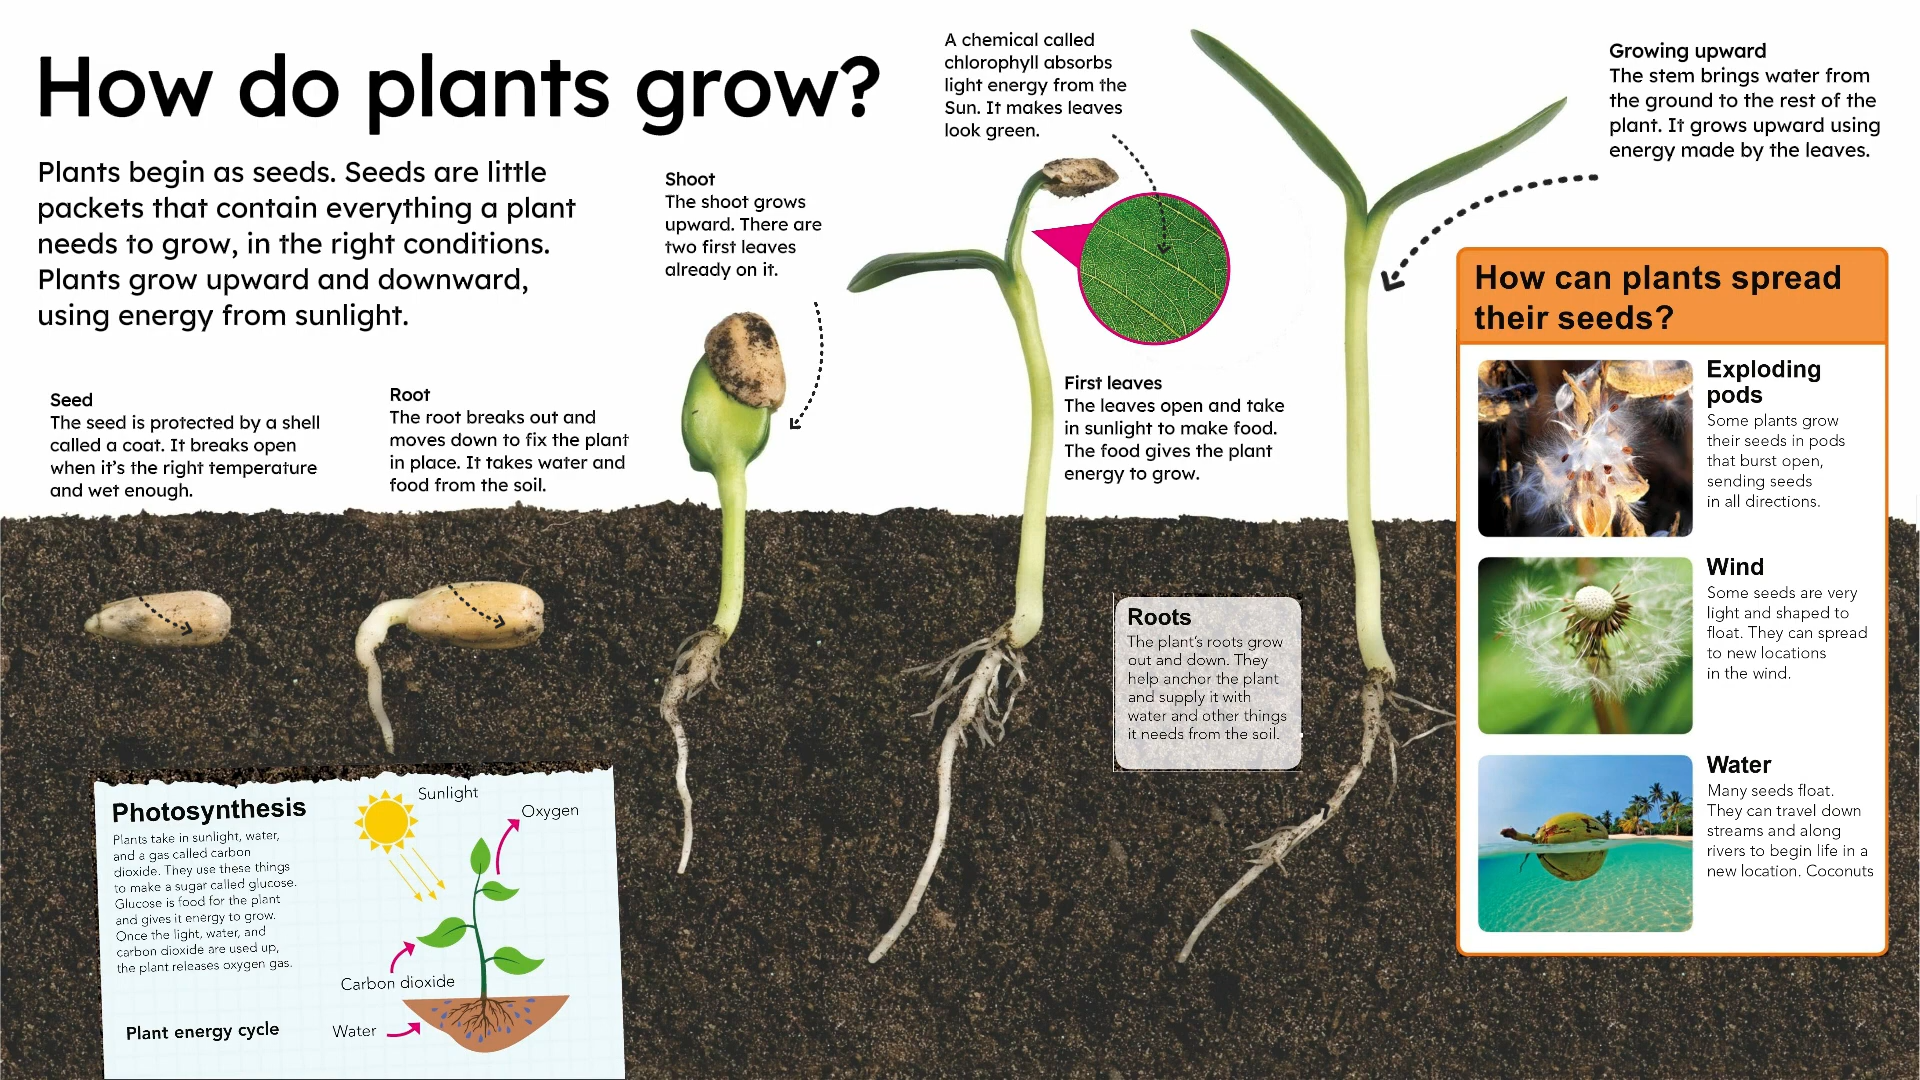 How do plants grow?
Plants begin as seeds. Seeds are little
packets that contain everything a plant
needs to grow, in the right conditions.
Plants grow upward and downward,
using energy from sunlight.
Seed
The seed is protected by a shell
called a coat. It breaks open
when it's the right temperature
and wet enough.
Root
The root breaks out and
moves down to fix the plant
in place. It takes water and
food from the soil.
Shoot
The shoot grows
upward. There are
two first leaves
already on it.
A chemical called
chlorophyll absorbs
light energy from the
Sun. It makes leaves
look green.
First leaves
The leaves open and take
in sunlight to make food.
The food gives the plant
energy to grow.
Growing upward
The stem brings water from
the ground to the rest of the
plant. It grows upward using
energy made by the leaves.
Roots
The plant's roots grow
out and down. They
help anchor the plant
and supply it with
water and other things
it needs from the soil.
How can plants spread
their seeds?
Exploding
pods
Some plants grow
their seeds in pods
that burst open,
sending seeds
in all directions.
Wind
Some seeds are very
light and shaped to
float. They can spread
to new locations
in the wind.
Water
Many seeds float.
They can travel down
streams and along
rivers to begin life in a
new location. Coconuts
Photosynthesis
Plants take in sunlight, water,
and a gas called carbon
dioxide. They use these things
to make a sugar called glucose.
Glucose is food for the plant
and gives it energy to grow.
Once the light, water, and
carbon dioxide are used up,
the plant releases oxygen gas.
Plant energy cycle
Sunlight
Oxygen
Carbon dioxide
Water